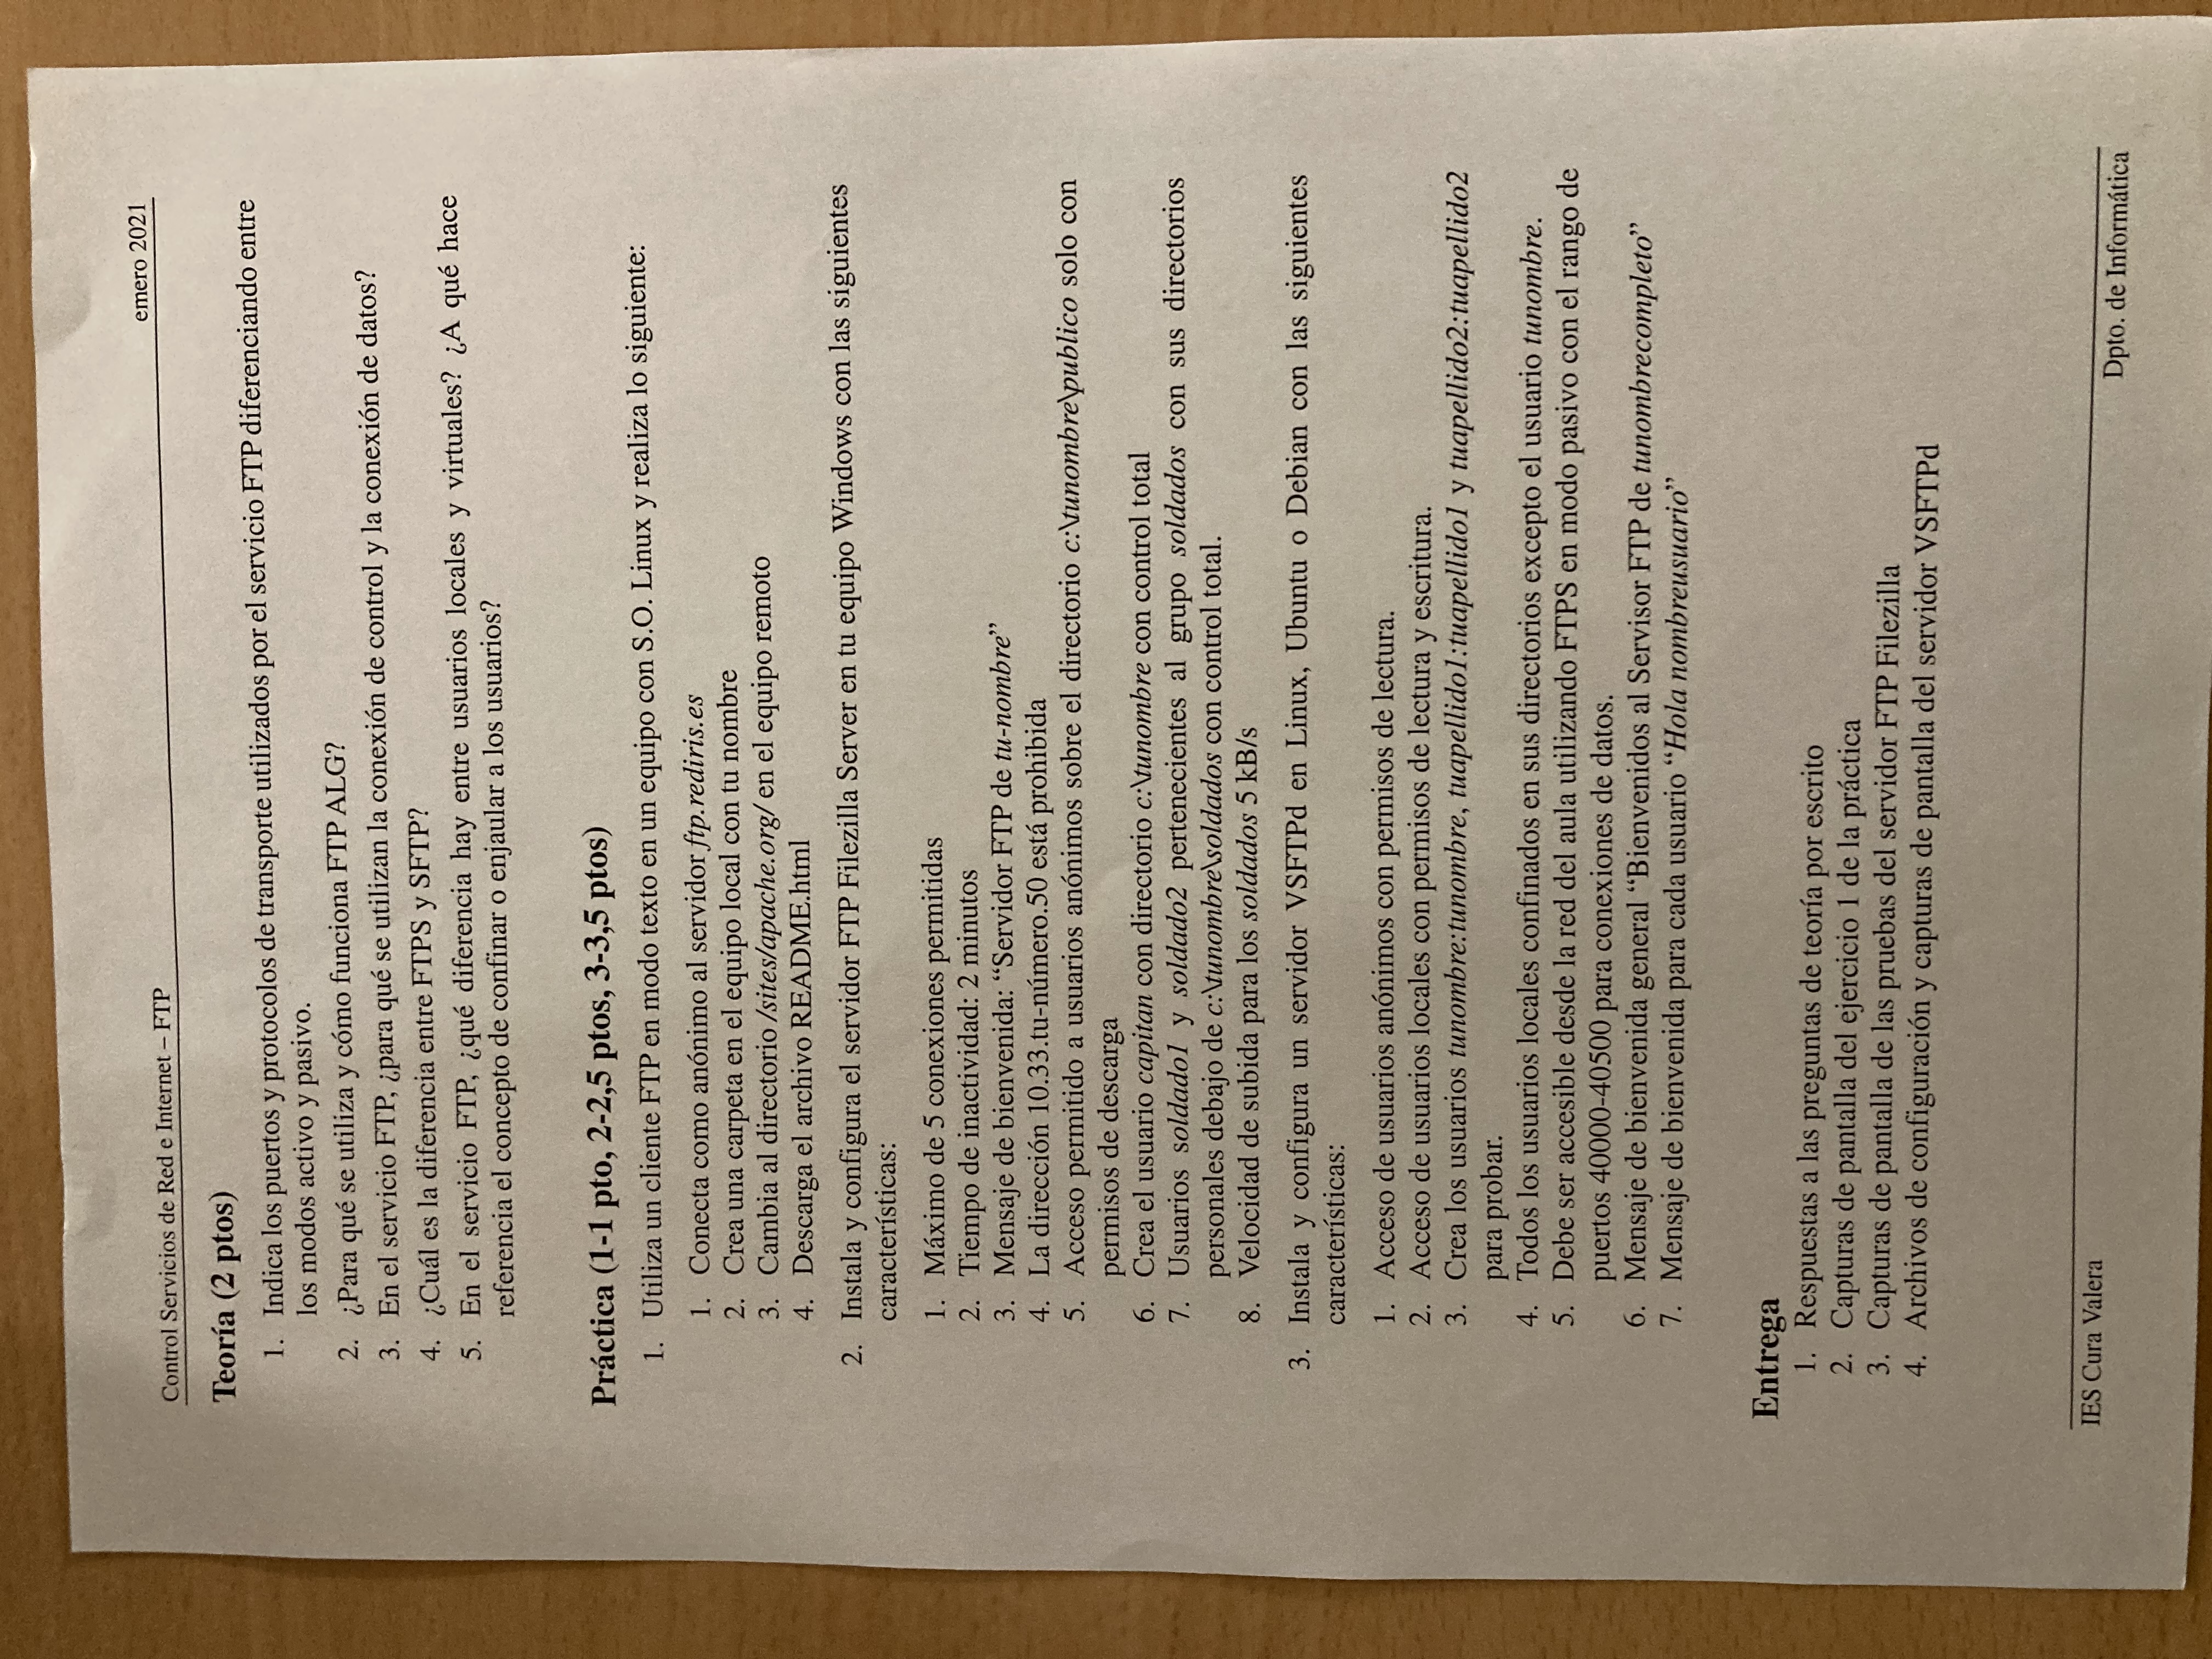 Control Servicios de Red e Internet – FTP
emero 2021
Teoría (2 ptos)
1. Indica los puertos y protocolos de transporte utilizados por el servicio FTP diferenciando entre
los modos activo y pasivo.
2. ¿Para qué se utiliza y cómo funciona FTP ALG?
3. En el servicio FTP, ¿para qué se utilizan la conexión de control y la conexión de datos?
4. ¿Cuál es la diferencia entre FTPS y SFTP?
5. En el servicio FTP, ¿qué diferencia hay entre usuarios locales y virtuales? ¿A qué hace
referencia el concepto de confinar o enjaular a los usuarios?
Práctica (1-1 pto, 2-2,5 ptos, 3-3,5 ptos)
1. Utiliza un cliente FTP en modo texto en un equipo con S.O. Linux y realiza lo siguiente:
1. Conecta como anónimo al servidor ftp.rediris.es
2. Crea una carpeta en el equipo local con tu nombre
3. Cambia al directorio /sites/apache.org/ en el equipo remoto
4. Descarga el archivo README.html
2. Instala y configura el servidor FTP Filezilla Server en tu equipo Windows con las siguientes
características:
1. Máximo de 5 conexiones permitidas
2. Tiempo de inactividad: 2 minutos
3. Mensaje de bienvenida: “Servidor FTP de tu-nombre”
4. La dirección 10.33.tu-número.50 está prohibida
5. Acceso permitido a usuarios anónimos sobre el directorio c:\tunombre\publico solo con
permisos de descarga
6. Crea el usuario capitan con directorio c:\tunombre con control total
7. Usuarios soldado1 y soldado2 pertenecientes al grupo soldados con sus directorios
personales debajo de c:\tunombre\soldados con control total.
8. Velocidad de subida para los soldados 5 kB/s
3. Instala y configura un servidor VSFTPd en Linux, Ubuntu o Debian con las siguientes
características:
1. Acceso de usuarios anónimos con permisos de lectura.
2. Acceso de usuarios locales con permisos de lectura y escritura.
3. Crea los usuarios tunombre:tunombre, tuapellido1:tuapellido1 y tuapellido2:tuapellido2
para probar.
4. Todos los usuarios locales confinados en sus directorios excepto el usuario tunombre.
5. Debe ser accesible desde la red del aula utilizando FTPS en modo pasivo con el rango de
puertos 40000-40500 para conexiones de datos.
6. Mensaje de bienvenida general “Bienvenidos al Servisor FTP de tunombrecompleto”
7. Mensaje de bienvenida para cada usuario “Hola nombreusuario”
Entrega
1. Respuestas a las preguntas de teoría por escrito
2. Capturas de pantalla del ejercicio 1 de la práctica
3. Capturas de pantalla de las pruebas del servidor FTP Filezilla
4. Archivos de configuración y capturas de pantalla del servidor VSFTPd
IES Cura Valera
Dpto. de Informática